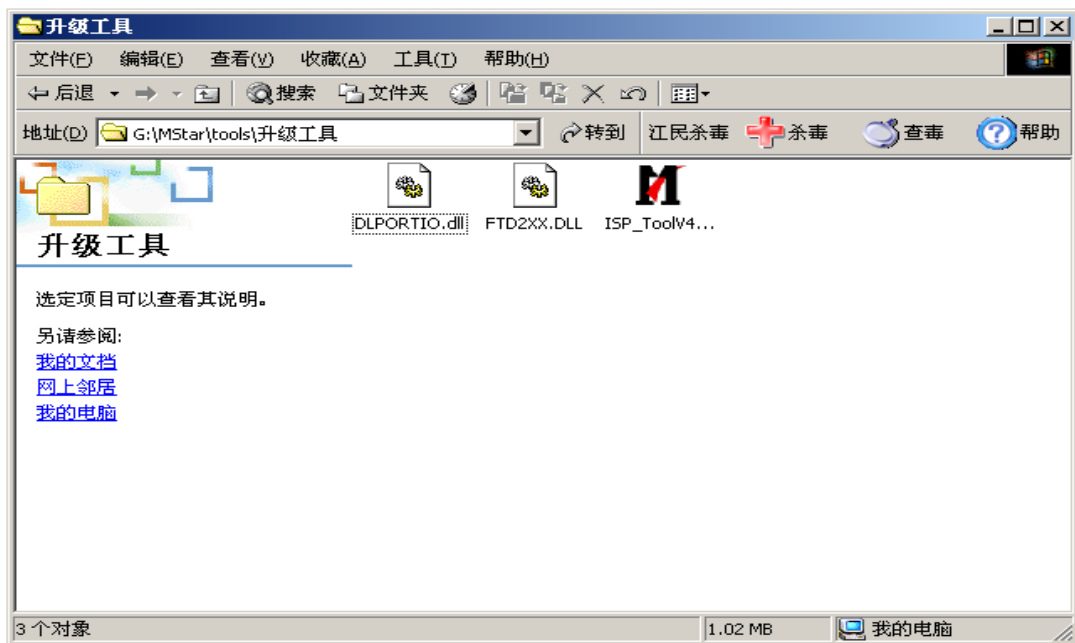 升级工具
文件(F) 编辑(E) 查看(V) 收藏(A) 工具(T) 帮助(H)
后退 搜索 文件夹
地址(D) G:\MStar\tools\升级工具 转到 江民杀毒 杀毒 查毒 帮助
DLPORTIO.dll FTD2XX.DLL ISP_ToolV4...
升级工具
选定项目可以查看其说明。
另请参阅:
我的文档
网上邻居
我的电脑
3 个对象 1.02 MB 我的电脑